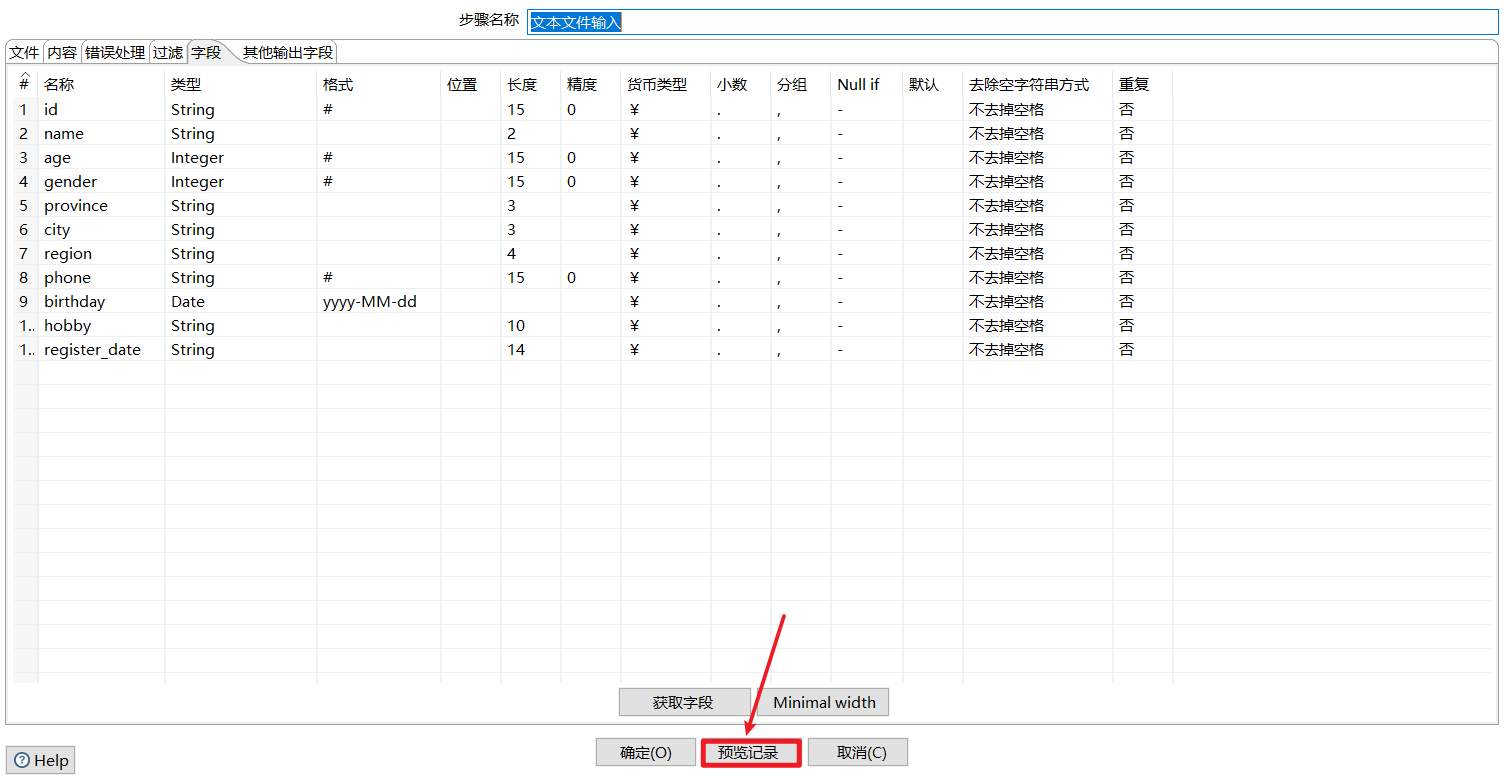 步骤名称 文本文件输入
文件 内容 错误处理 过滤 字段 其他输出字段
# 名称 类型 格式 位置 长度 精度 货币类型 小数 分组 Null if 默认 去除空字符串方式 重复
1 id String # 15 0 ¥ . , - 不去掉空格 否
2 name String 2 ¥ . , - 不去掉空格 否
3 age Integer # 15 0 ¥ . , - 不去掉空格 否
4 gender Integer # 15 0 ¥ . , - 不去掉空格 否
5 province String 3 ¥ . , - 不去掉空格 否
6 city String 3 ¥ . , - 不去掉空格 否
7 region String 4 ¥ . , - 不去掉空格 否
8 phone String # 15 0 ¥ . , - 不去掉空格 否
9 birthday Date yyyy-MM-dd ¥ . , - 不去掉空格 否
1.. hobby String 10 ¥ . , - 不去掉空格 否
1.. register_date String 14 ¥ . , - 不去掉空格 否
获取字段 Minimal width
确定(O) 预览记录 取消(C)
? Help